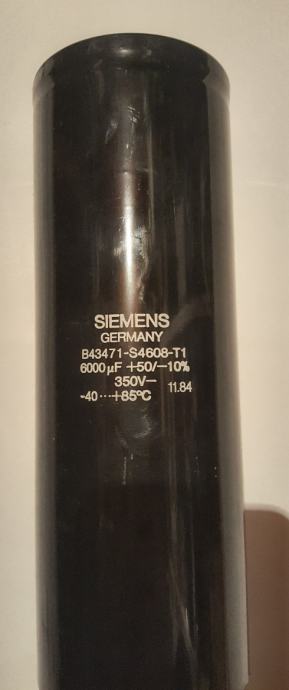 SIEMENS
GERMANY
B43471-S4608-T1
6000 µF +50/−10%
350V−
-40···+85°C 11.84